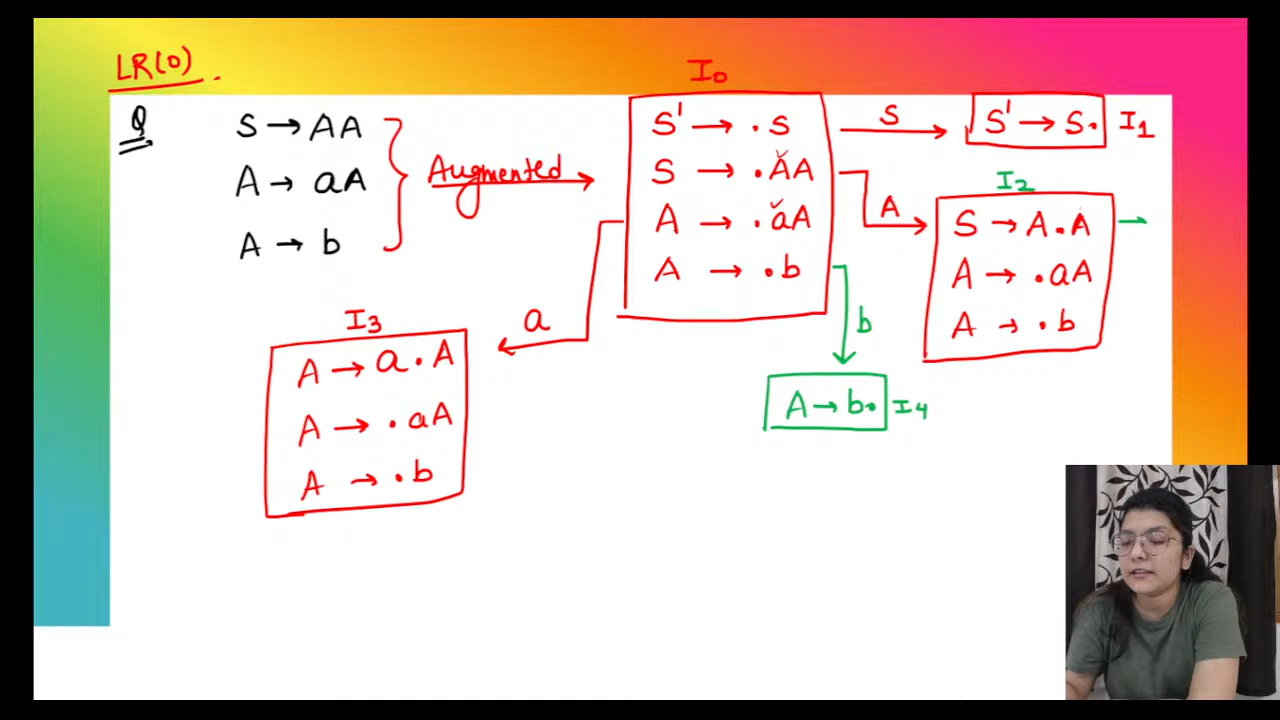 LR(0) .
Q
S → AA
A → aA
A → b
Augmented
I0
S' → .S
S → .AA
A → .aA
A → .b
S
S' → S. I1
A
I2
S → A.A
A → .aA
A → .b
a
I3
A → a.A
A → .aA
A → .b
b
A → b. I4